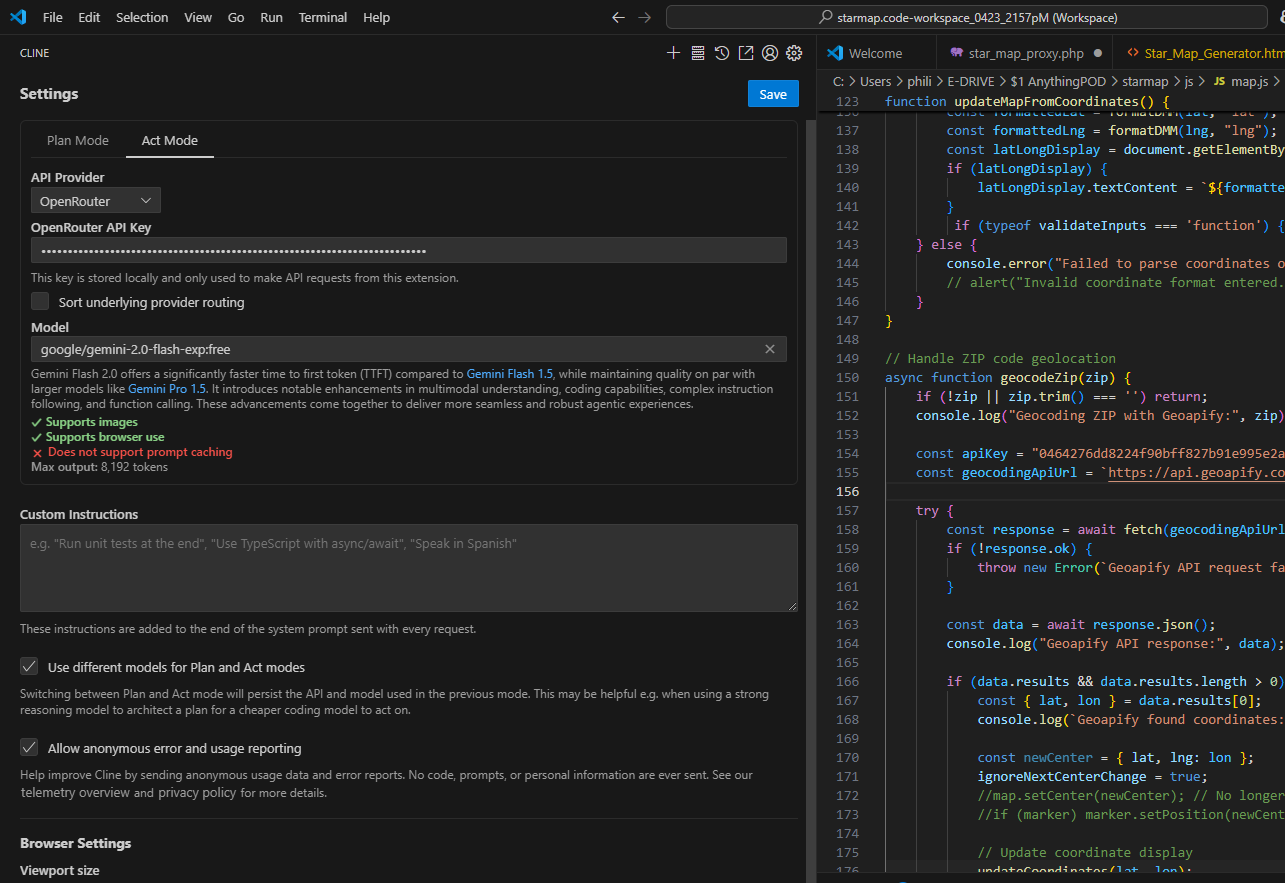 File Edit Selection View Go Run Terminal Help
starmap.code-workspace_0423_2157pM (Workspace)
CLINE
Settings
Save
Plan Mode
Act Mode
API Provider
OpenRouter
OpenRouter API Key
••••••••••••••••••••••••••••••••••••••••••••••••••••••••••••••••••••••••••
This key is stored locally and only used to make API requests from this extension.
Sort underlying provider routing
Model
google/gemini-2.0-flash-exp:free
Gemini Flash 2.0 offers a significantly faster time to first token (TTFT) compared to Gemini Flash 1.5, while maintaining quality on par with
larger models like Gemini Pro 1.5. It introduces notable enhancements in multimodal understanding, coding capabilities, complex instruction
following, and function calling. These advancements come together to deliver more seamless and robust agentic experiences.
Supports images
Supports browser use
Does not support prompt caching
Max output: 8,192 tokens
Custom Instructions
e.g. "Run unit tests at the end", "Use TypeScript with async/await", "Speak in Spanish"
These instructions are added to the end of the system prompt sent with every request.
Use different models for Plan and Act modes
Switching between Plan and Act mode will persist the API and model used in the previous mode. This may be helpful e.g. when using a strong
reasoning model to architect a plan for a cheaper coding model to act on.
Allow anonymous error and usage reporting
Help improve Cline by sending anonymous usage data and error reports. No code, prompts, or personal information are ever sent. See our
telemetry overview and privacy policy for more details.
Browser Settings
Viewport size
Welcome
star_map_proxy.php
Star_Map_Generator.htm
C: > Users > phili > E-DRIVE > $1 AnythingPOD > starmap > js > JS map.js >
123 function updateMapFromCoordinates() {
136 const formattedLat = formatDMM(lat, "lat");
137 const formattedLng = formatDMM(lng, "lng");
138 const latLongDisplay = document.getElementBy
139 if (latLongDisplay) {
140 latLongDisplay.textContent = `${formatte
141 }
142 if (typeof validateInputs === 'function') {
143 } else {
144 console.error("Failed to parse coordinates o
145 // alert("Invalid coordinate format entered.
146 }
147 }
148
149 // Handle ZIP code geolocation
150 async function geocodeZip(zip) {
151 if (!zip || zip.trim() === '') return;
152 console.log("Geocoding ZIP with Geoapify:", zip)
153
154 const apiKey = "0464276dd8224f90bff827b91e995e2a
155 const geocodingApiUrl = `https://api.geoapify.co
156
157 try {
158 const response = await fetch(geocodingApiUrl
159 if (!response.ok) {
160 throw new Error(`Geoapify API request fa
161 }
162
163 const data = await response.json();
164 console.log("Geoapify API response:", data);
165
166 if (data.results && data.results.length > 0)
167 const { lat, lon } = data.results[0];
168 console.log(`Geoapify found coordinates:
169
170 const newCenter = { lat, lng: lon };
171 ignoreNextCenterChange = true;
172 //map.setCenter(newCenter); // No longer
173 //if (marker) marker.setPosition(newCent
174
175 // Update coordinate display
176 updateCoordinates(lat, lon);